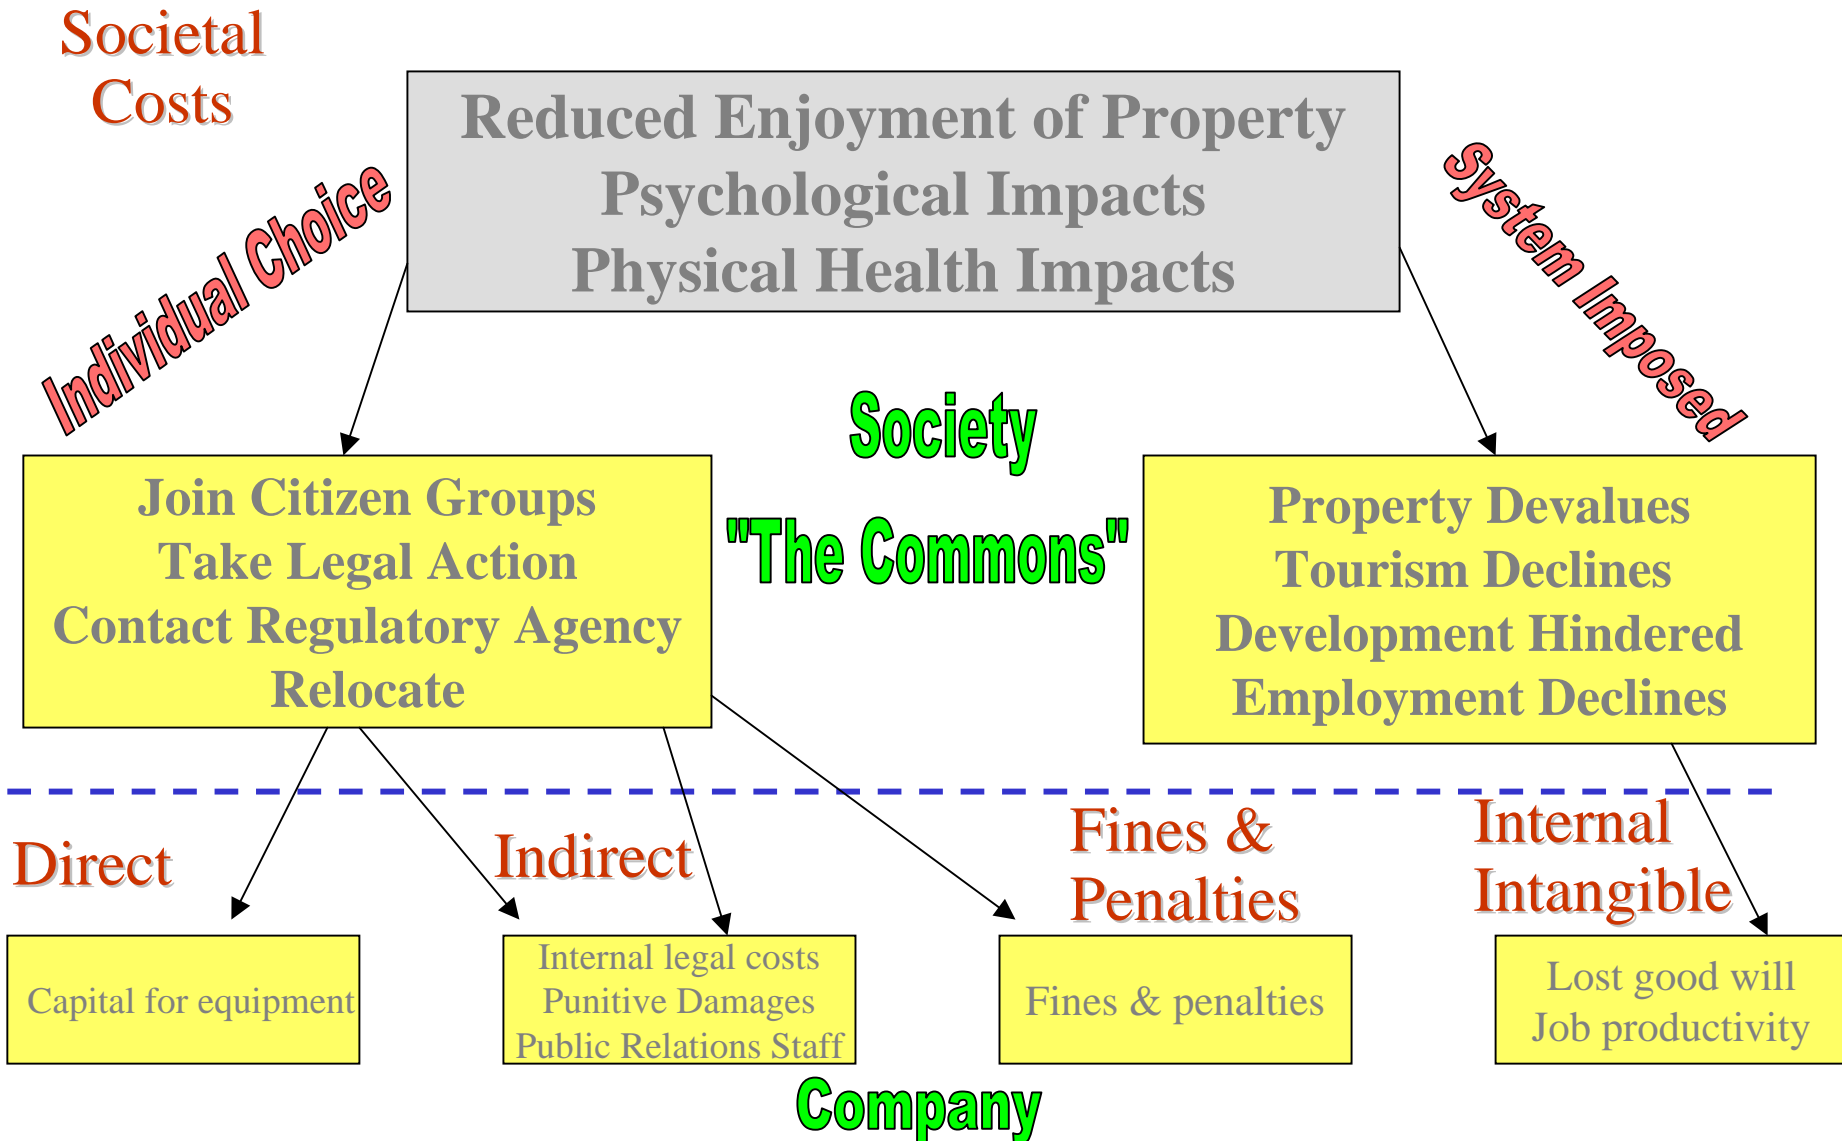 Societal
Costs
Reduced Enjoyment of Property
Psychological Impacts
Physical Health Impacts
Individual Choice
System Imposed
Society
"The Commons"
Join Citizen Groups
Take Legal Action
Contact Regulatory Agency
Relocate
Property Devalues
Tourism Declines
Development Hindered
Employment Declines
Direct
Indirect
Fines &
Penalties
Internal
Intangible
Capital for equipment
Internal legal costs
Punitive Damages
Public Relations Staff
Fines & penalties
Lost good will
Job productivity
Company